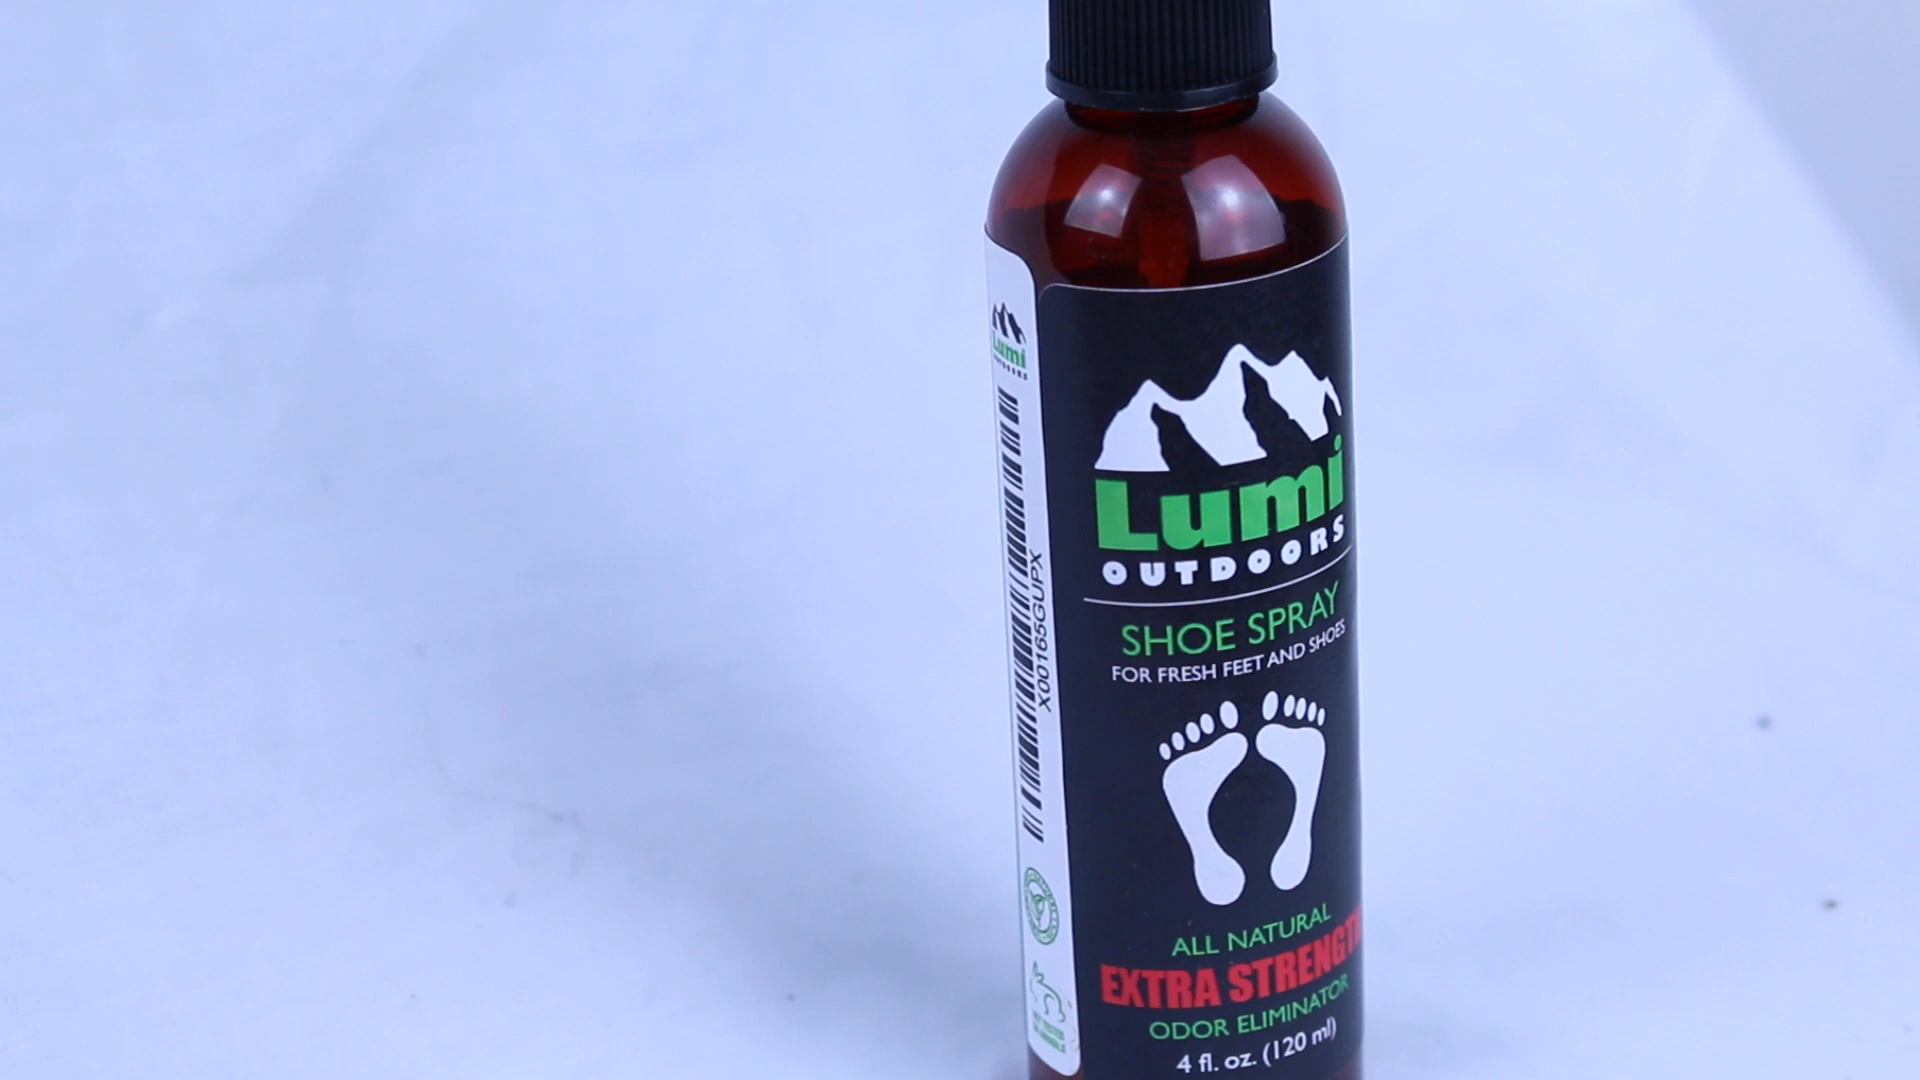 Lumi
OUTDOORS
SHOE SPRAY
FOR FRESH FEET AND SHOES
ALL NATURAL
EXTRA STRENGT
ODOR ELIMINATOR
4 fl. oz. (120 ml)
Lumi
OUTDOORS
X00165GUPX